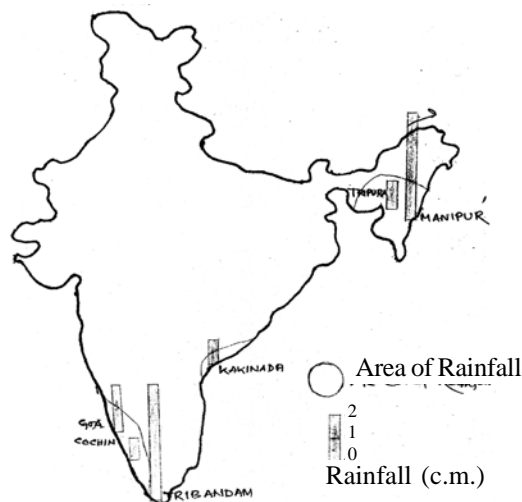 TRIPURA
MANIPUR
KAKINADA
GOA
COCHIN
TRIBANDAM
Area of Rainfall
2
1
0
Rainfall (c.m.)